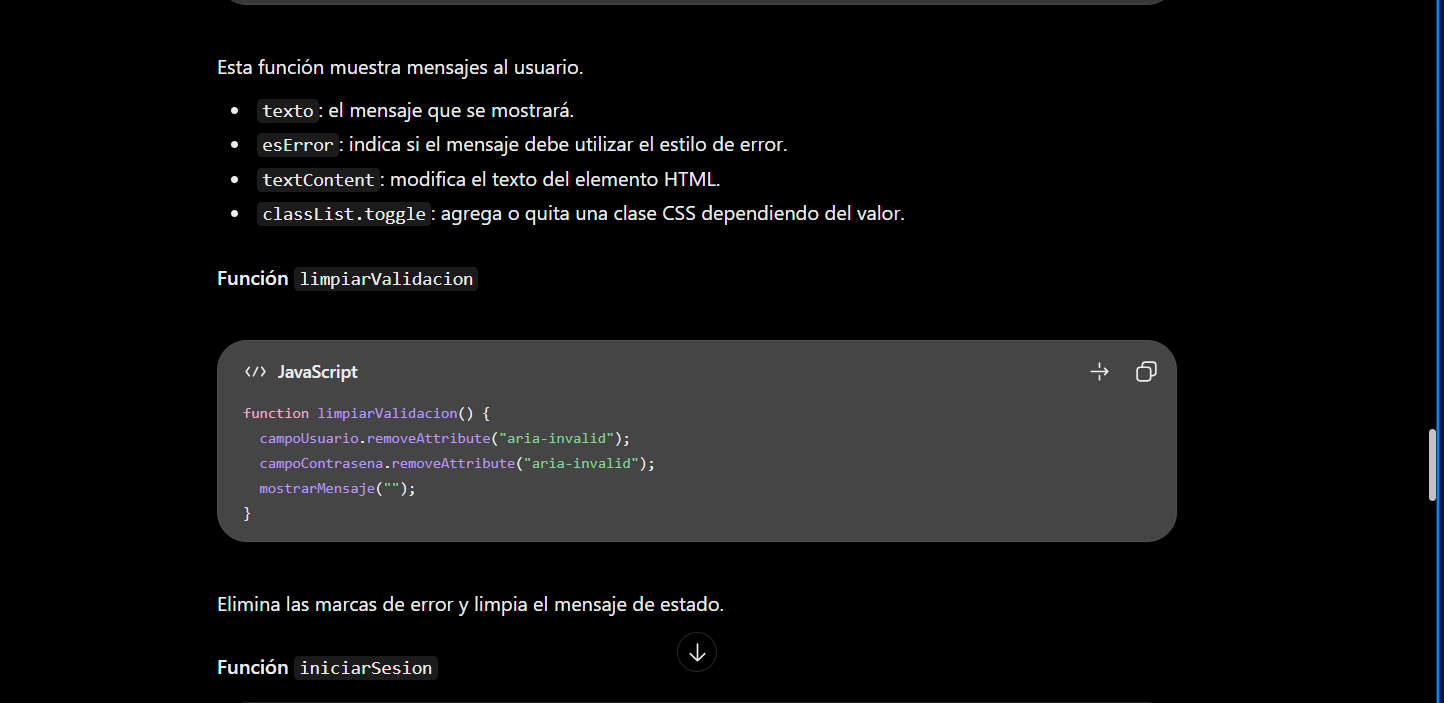 Esta función muestra mensajes al usuario.
• texto: el mensaje que se mostrará.
• esError: indica si el mensaje debe utilizar el estilo de error.
• textContent: modifica el texto del elemento HTML.
• classList.toggle: agrega o quita una clase CSS dependiendo del valor.
Función limpiarValidacion
</> JavaScript
function limpiarValidacion() {
  campoUsuario.removeAttribute("aria-invalid");
  campoContrasena.removeAttribute("aria-invalid");
  mostrarMensaje("");
}
Elimina las marcas de error y limpia el mensaje de estado.
Función iniciarSesion